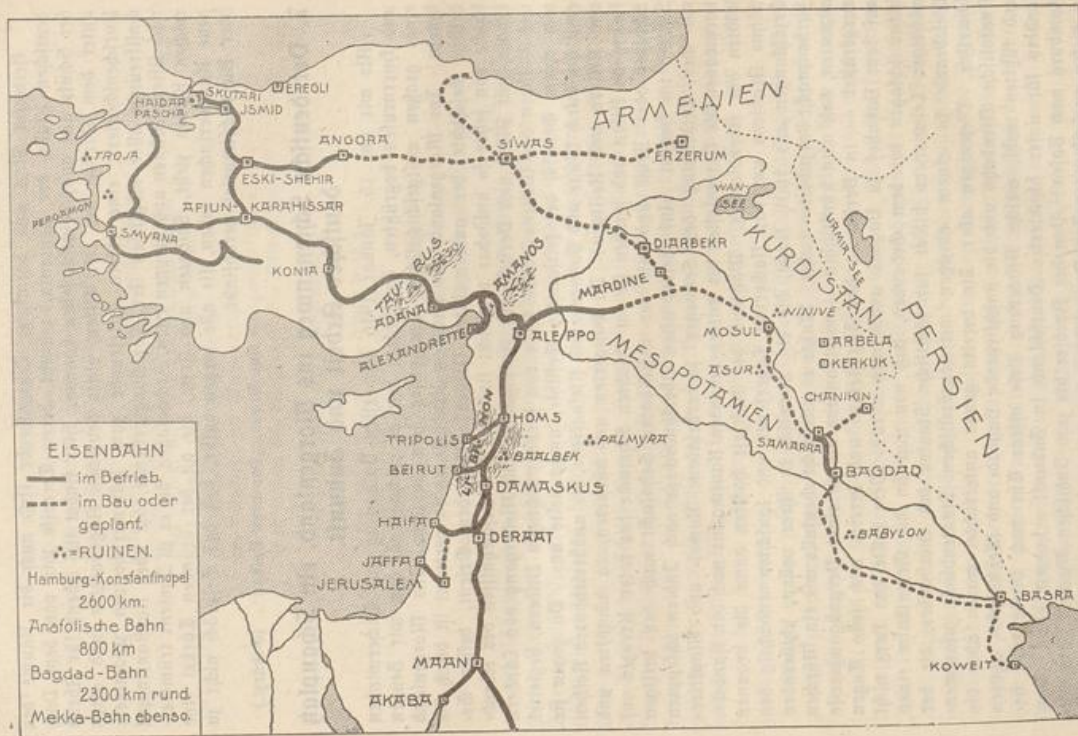 EREGLI
SKUTARI
HAIDAR
PASCHA
JSMID
ARMENIEN
ANGORA
SIWAS
ERZERUM
TROJA
ESKI-SHEHIR
WAN-
SEE
PERGAMON
AFIUN-KARAHISSAR
SMYRNA
URMIA-SEE
KURDISTAN
DIARBEKR
KONIA
TAU
RUS
AMANOS
MARDINE
ADANA
PERSIEN
NINIVE
MOSUL
ALEXANDRETTE
ALEPPO
ARBELA
MESOPOTAMIEN
KERKUK
ASUR
CHANIKIN
HOMS
TRIPOLIS
PALMYRA
SAMARRA
BEIRUT
BAALBEK
BAGDAD
DAMASKUS
HAIFA
DERAAT
BABYLON
JAFFA
JERUSALEM
BASRA
MAAN
KOWEIT
AKABA
EISENBAHN
im Betrieb.
im Bau oder
geplant.
=RUINEN.
Hamburg-Konstantinopel
2600 km.
Anatolische Bahn
800 km
Bagdad-Bahn
2300 km rund.
Mekka-Bahn ebenso.